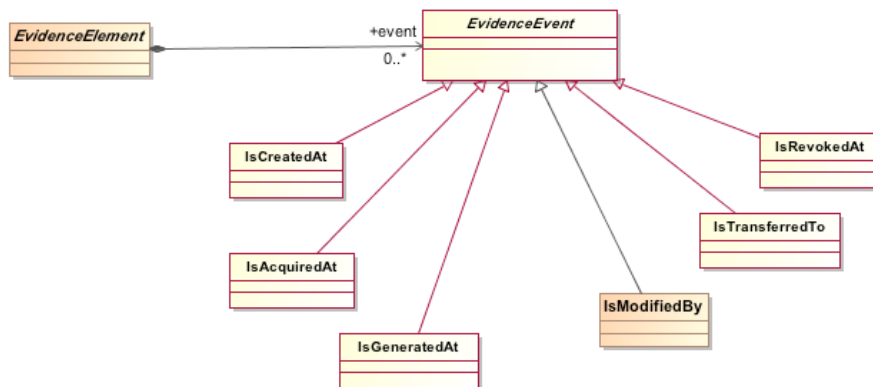 EvidenceElement
+event
0..*
EvidenceEvent
IsCreatedAt
IsRevokedAt
IsTransferredTo
IsAcquiredAt
IsModifiedBy
IsGeneratedAt